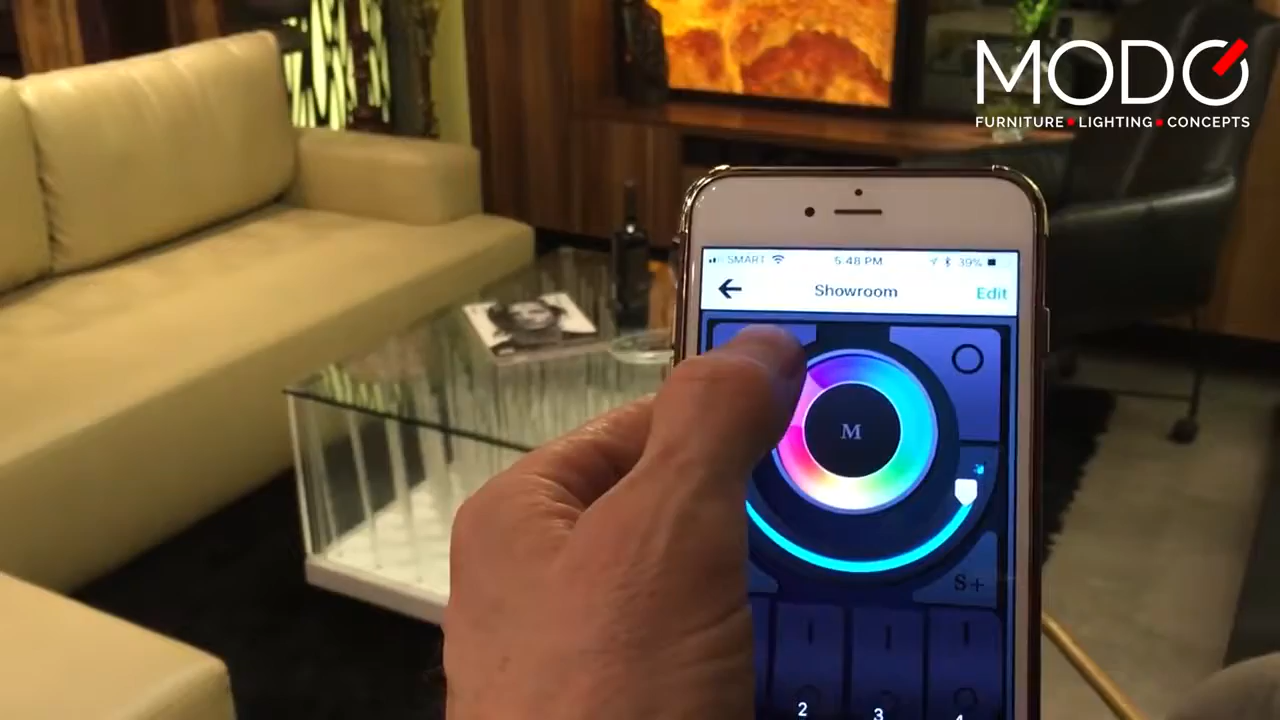 MODO
FURNITURE • LIGHTING • CONCEPTS
SMART 5:48 PM 39%
Showroom Edit
M
S+
2 3 4